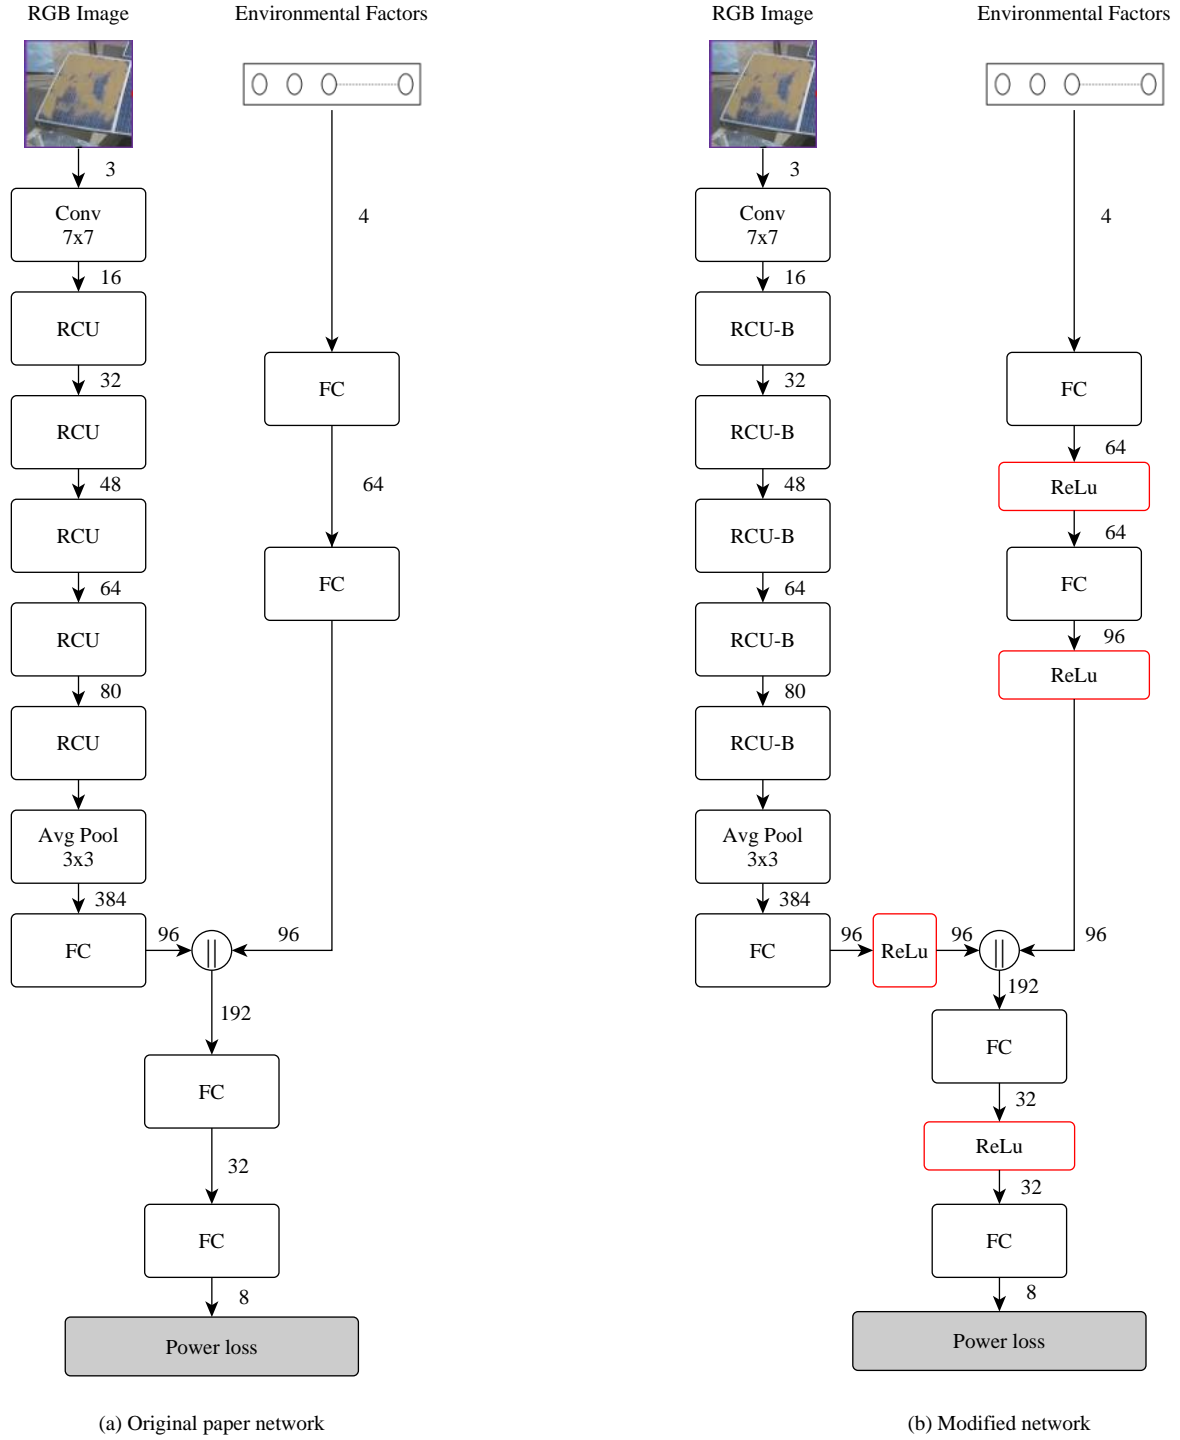 RGB Image
Environmental Factors
3
Conv
7x7
4
16
RCU
32
FC
RCU
48
64
RCU
FC
64
RCU
80
RCU
Avg Pool
3x3
384
FC
96
||
96
192
FC
32
FC
8
Power loss
(a) Original paper network
RGB Image
Environmental Factors
3
Conv
7x7
4
16
RCU-B
32
FC
RCU-B
64
48
ReLu
RCU-B
64
64
FC
RCU-B
96
80
ReLu
RCU-B
Avg Pool
3x3
384
FC
96
ReLu
96
||
96
192
FC
32
ReLu
32
FC
8
Power loss
(b) Modified network